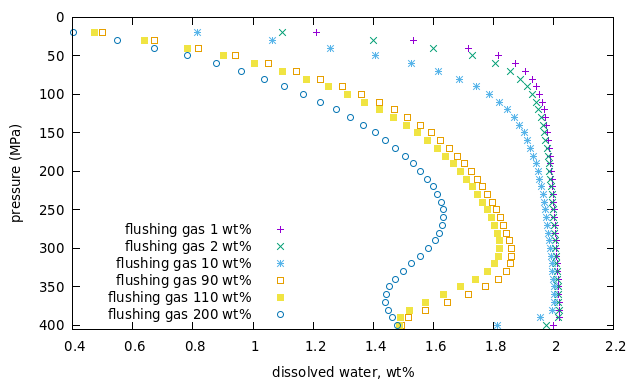 0
50
100
150
200
250
300
350
400
pressure (MPa)
flushing gas 1 wt%
flushing gas 2 wt%
flushing gas 10 wt%
flushing gas 90 wt%
flushing gas 110 wt%
flushing gas 200 wt%
0.4 0.6 0.8 1 1.2 1.4 1.6 1.8 2 2.2
dissolved water, wt%